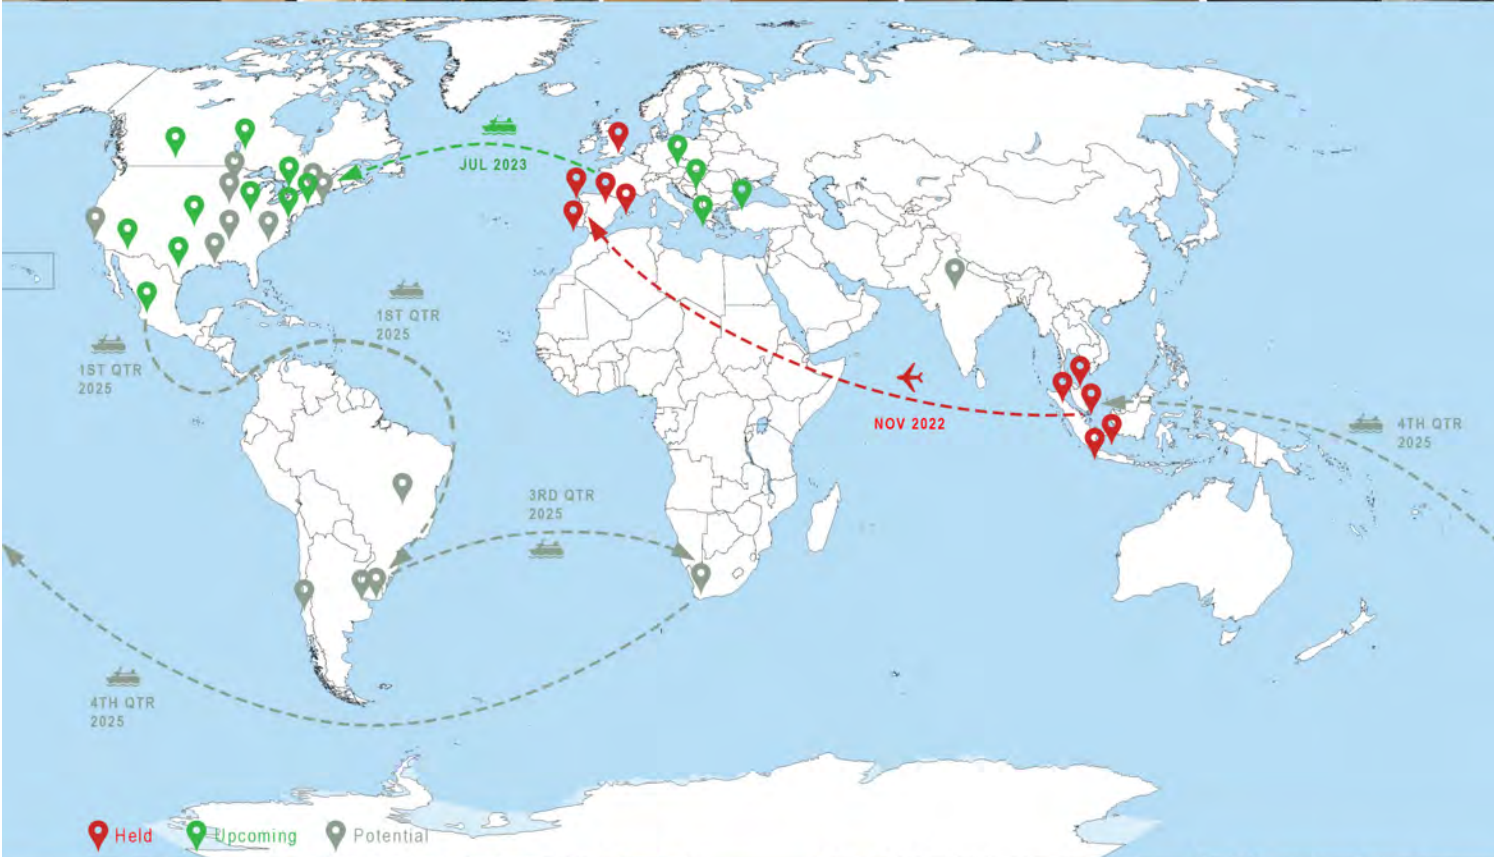 JUL 2023
1ST QTR
2025
1ST QTR
2025
NOV 2022
4TH QTR
2025
3RD QTR
2025
4TH QTR
2025
Held
Upcoming
Potential